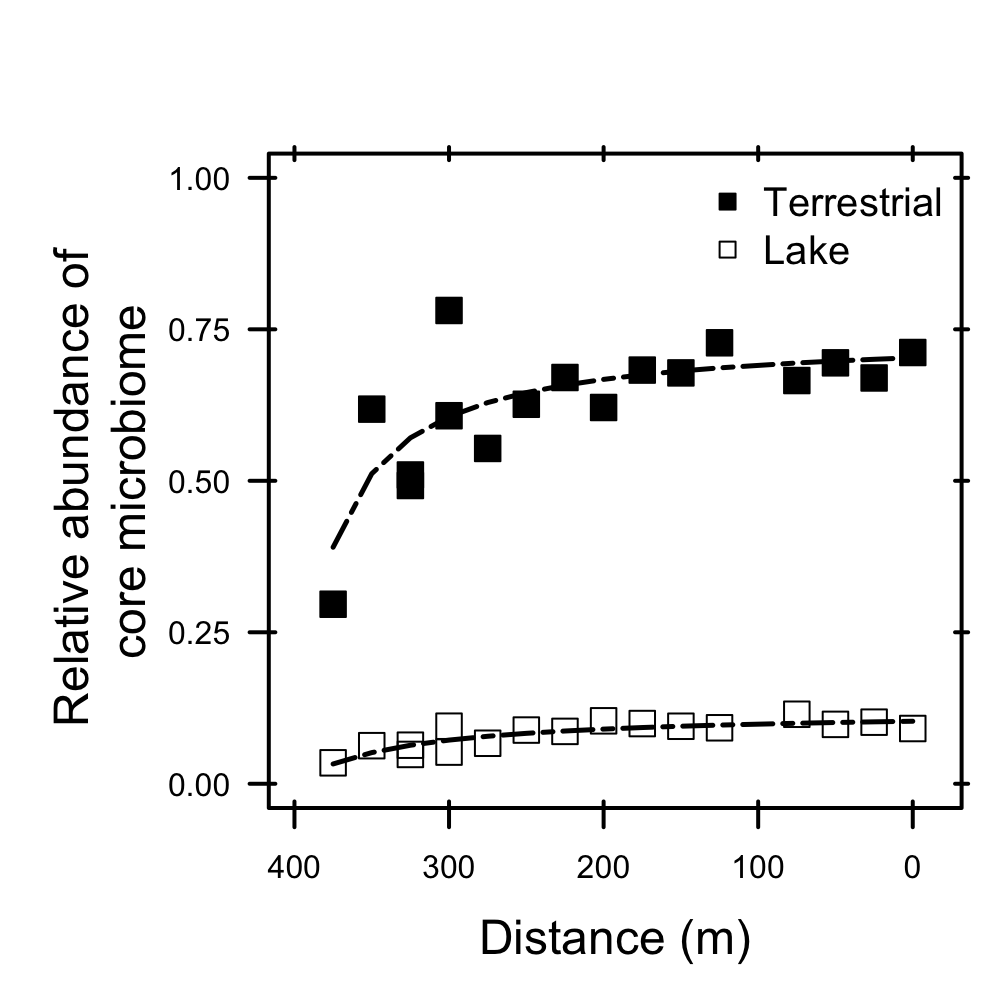 Relative abundance of
core microbiome
1.00
0.75
0.50
0.25
0.00
Terrestrial
Lake
400 300 200 100 0
Distance (m)